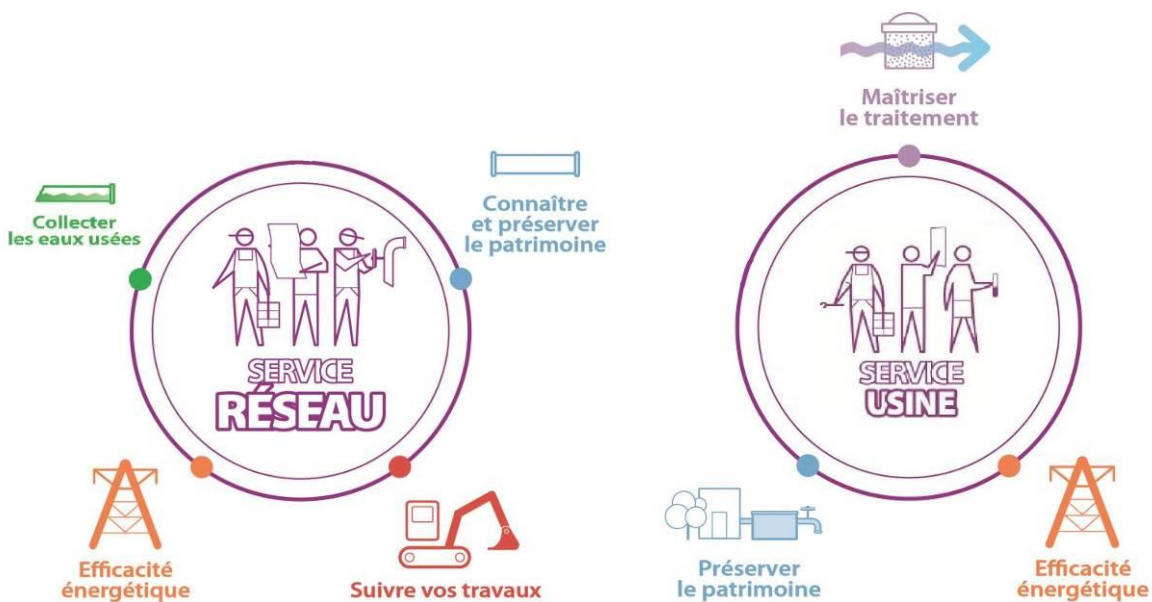 Collecter
les eaux usées
Connaître
et préserver
le patrimoine
SERVICE
RÉSEAU
Efficacité
énergétique
Suivre vos travaux
Maîtriser
le traitement
SERVICE
USINE
Préserver
le patrimoine
Efficacité
énergétique